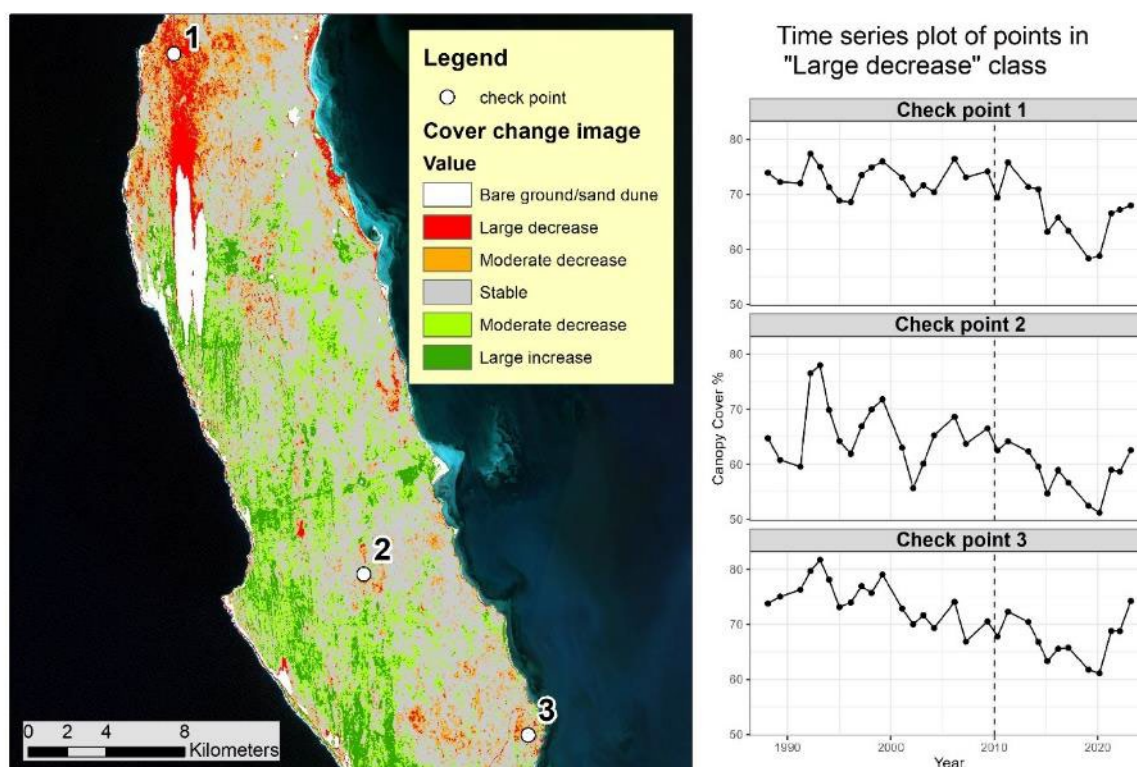 1
2
3
Legend
check point
Cover change image
Value
Bare ground/sand dune
Large decrease
Moderate decrease
Stable
Moderate decrease
Large increase
0 2 4 8
Kilometers
Time series plot of points in
"Large decrease" class
Check point 1
80
70
60
50
Check point 2
80
70
60
50
Check point 3
80
70
60
50
Canopy Cover %
1990 2000 2010 2020
Year